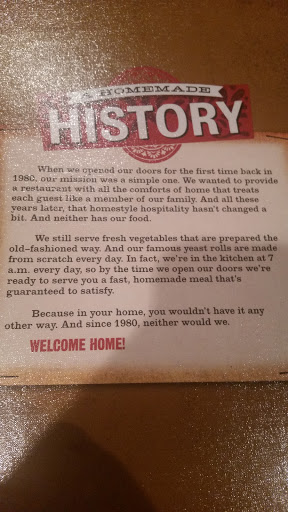 A HOMEMADE
HISTORY
When we opened our doors for the first time back in
1980, our mission was a simple one. We wanted to provide
a restaurant with all the comforts of home that treats
each guest like a member of our family. And all these
years later, that homestyle hospitality hasn't changed a
bit. And neither has our food.
We still serve fresh vegetables that are prepared the
old-fashioned way. And our famous yeast rolls are made
from scratch every day. In fact, we're in the kitchen at 7
a.m. every day, so by the time we open our doors we're
ready to serve you a fast, homemade meal that's
guaranteed to satisfy.
Because in your home, you wouldn't have it any
other way. And since 1980, neither would we.
WELCOME HOME!